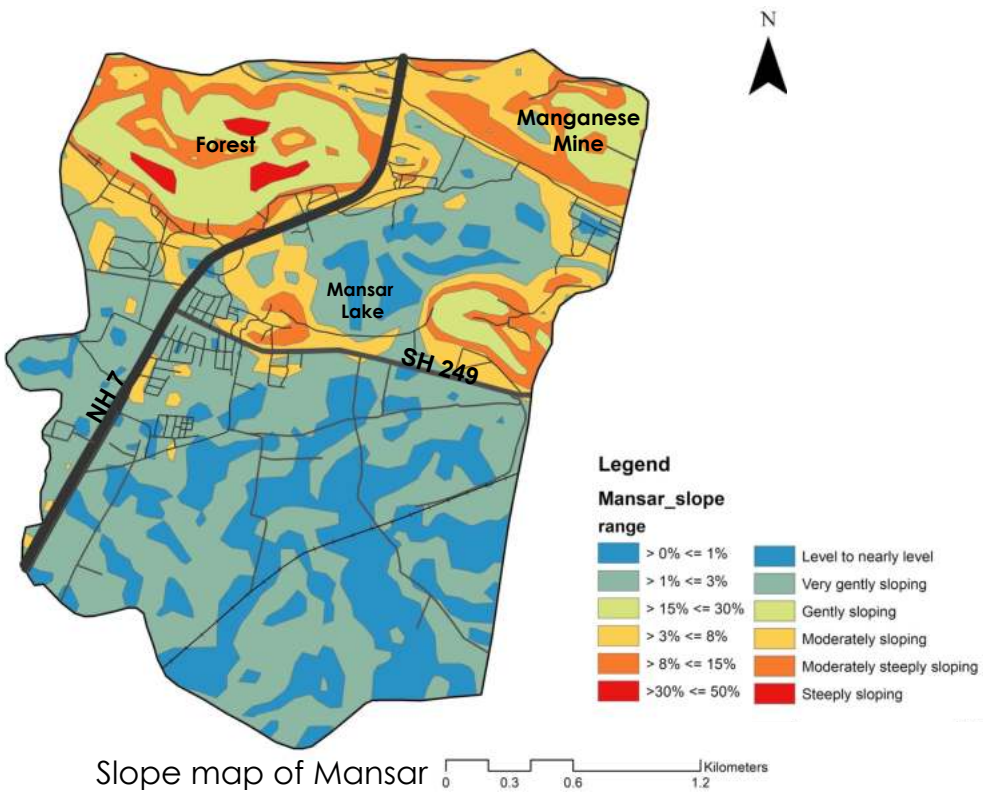 N
Manganese
Mine
Forest
Mansar
Lake
SH 249
NH 7
Legend
Mansar_slope
range
> 0% <= 1%
Level to nearly level
> 1% <= 3%
Very gently sloping
> 15% <= 30%
Gently sloping
> 3% <= 8%
Moderately sloping
> 8% <= 15%
Moderately steeply sloping
>30% <= 50%
Steeply sloping
Slope map of Mansar
Kilometers
0 0.3 0.6 1.2